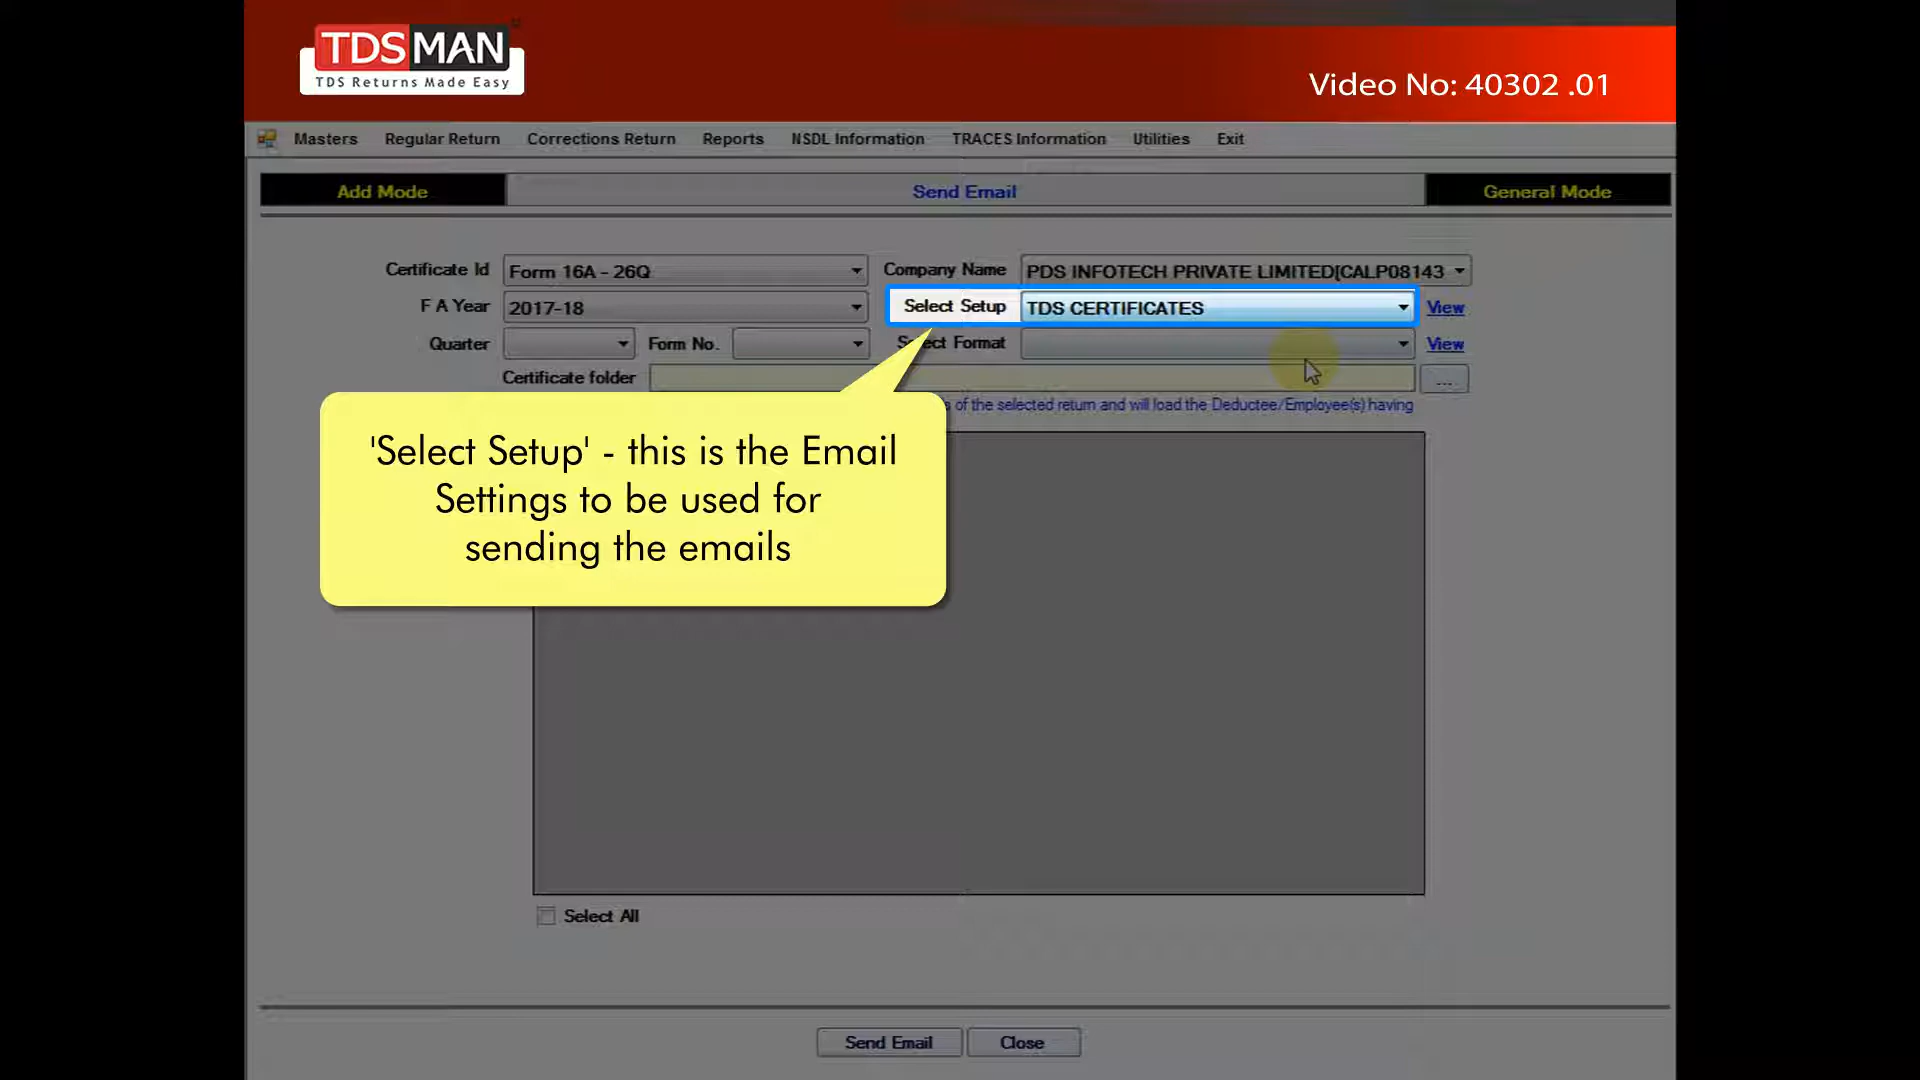 TDSMAN
TDS Returns Made Easy
Video No: 40302 .01
Masters Regular Return Corrections Return Reports NSDL Information TRACES Information Utilities Exit
Add Mode Send Email General Mode
Certificate Id Form 16A - 26Q Company Name PDS INFOTECH PRIVATE LIMITED[CALP08143
F A Year 2017-18 Select Setup TDS CERTIFICATES View
Quarter Form No. Select Format View
Certificate folder ...
of the selected return and will load the Deductee/Employee(s) having
'Select Setup' - this is the Email
Settings to be used for
sending the emails
Select All
Send Email Close